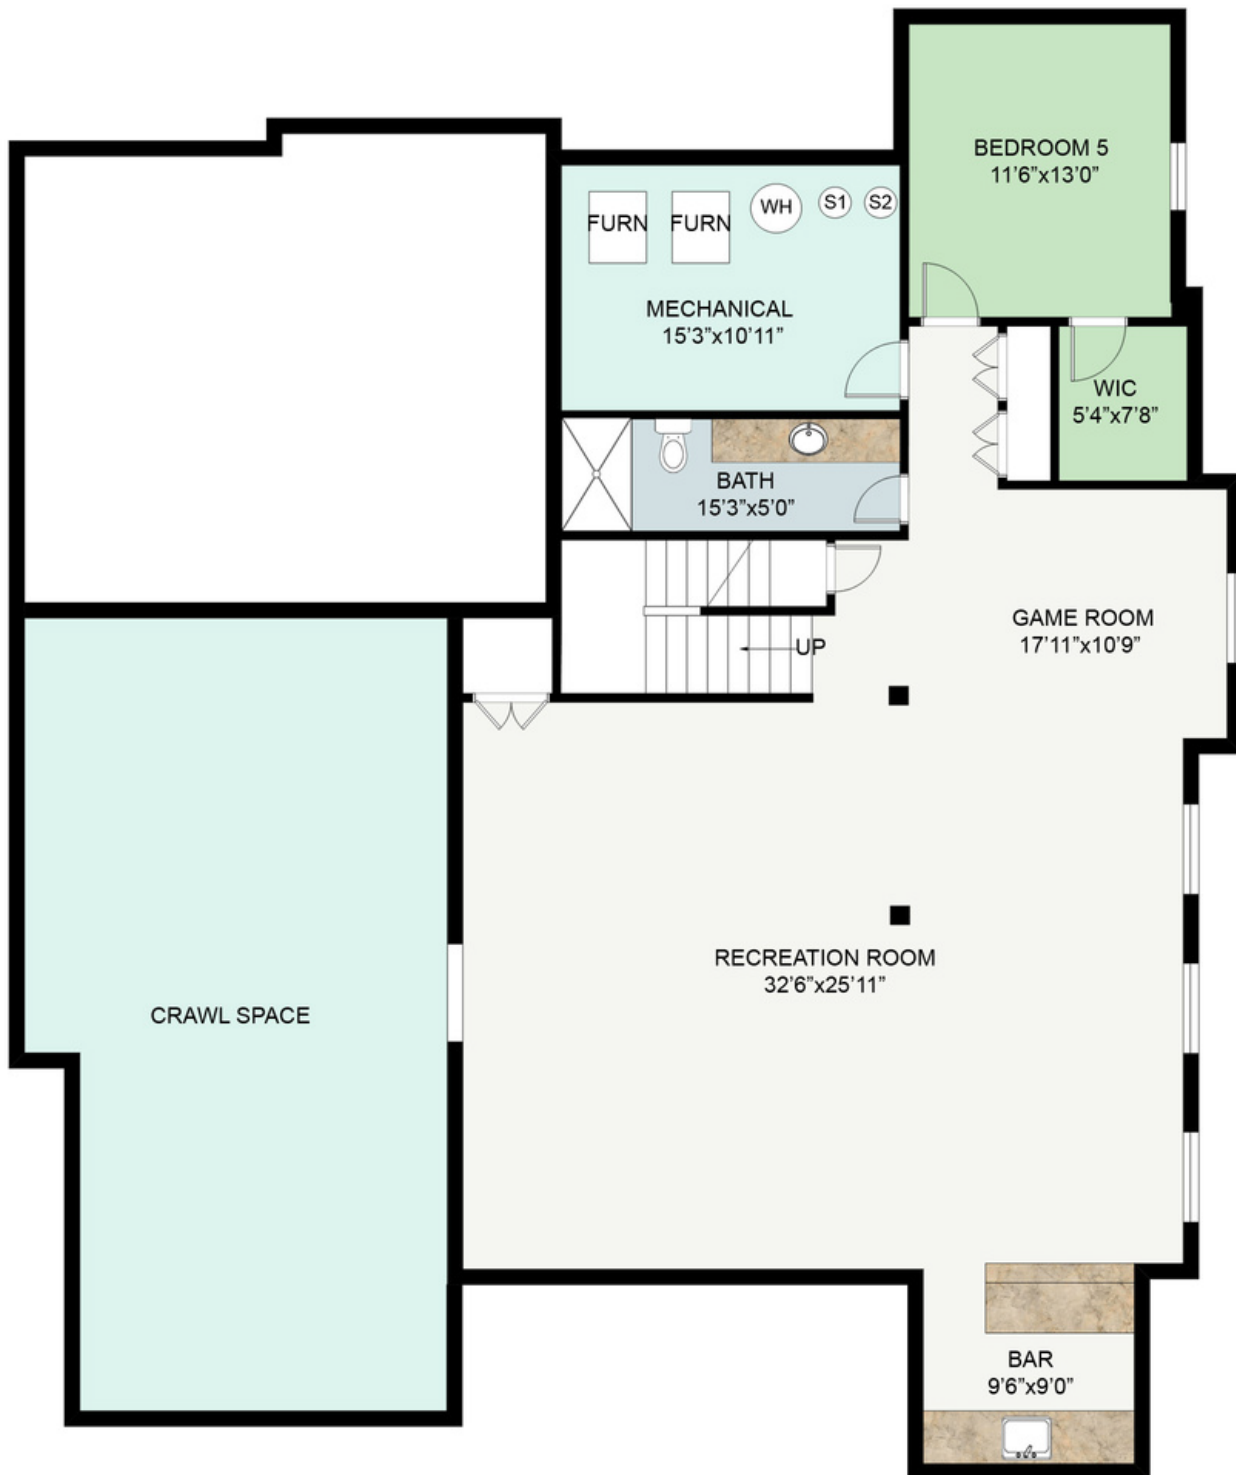 BEDROOM 5
11'6”x13'0”
FURN
FURN
WH
S1
S2
MECHANICAL
15'3”x10'11”
WIC
5'4”x7'8”
BATH
15'3”x5'0”
GAME ROOM
17'11”x10'9”
UP
RECREATION ROOM
32'6”x25'11”
CRAWL SPACE
BAR
9'6”x9'0”